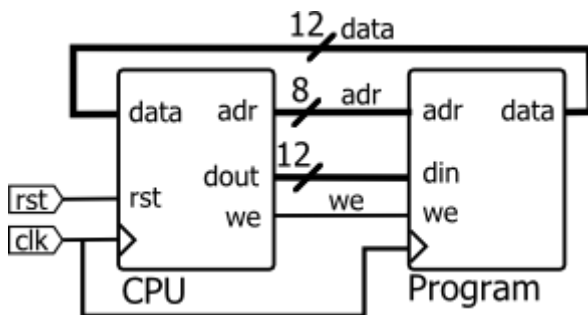 12 data
8 adr
data adr adr data
12
dout din
rst rst we we we
clk
CPU Program